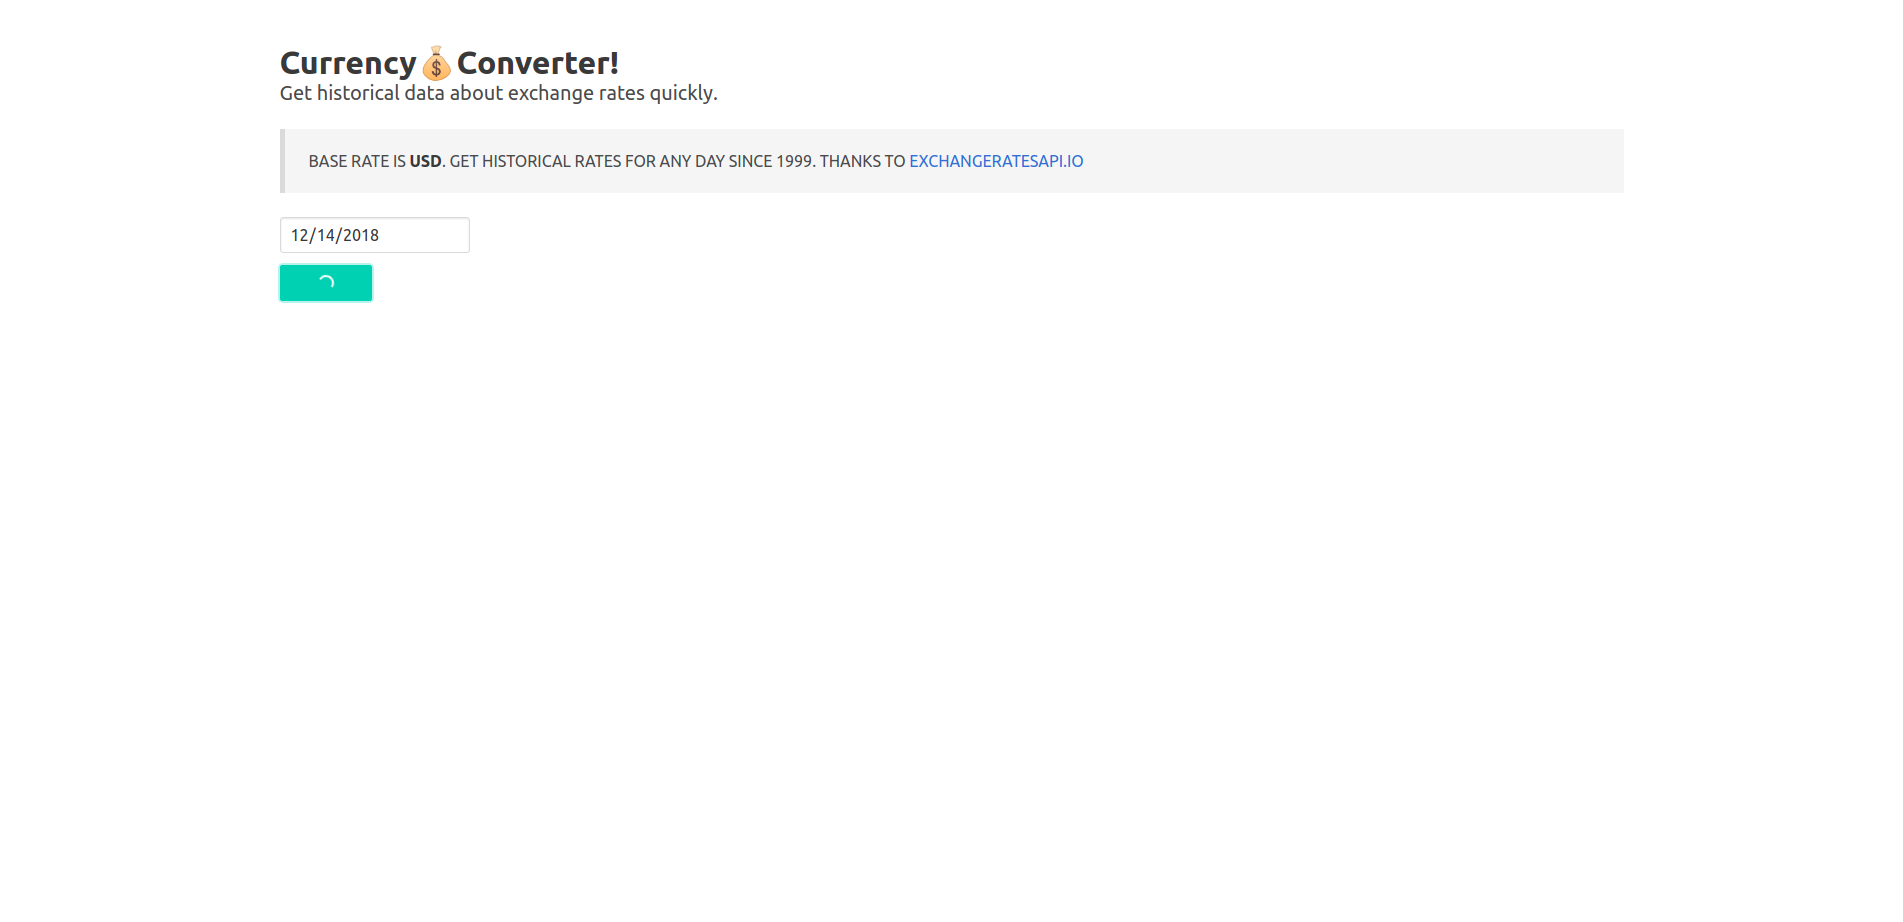 Currency💰Converter!
Get historical data about exchange rates quickly.
BASE RATE IS USD. GET HISTORICAL RATES FOR ANY DAY SINCE 1999. THANKS TO EXCHANGERATESAPI.IO
12/14/2018